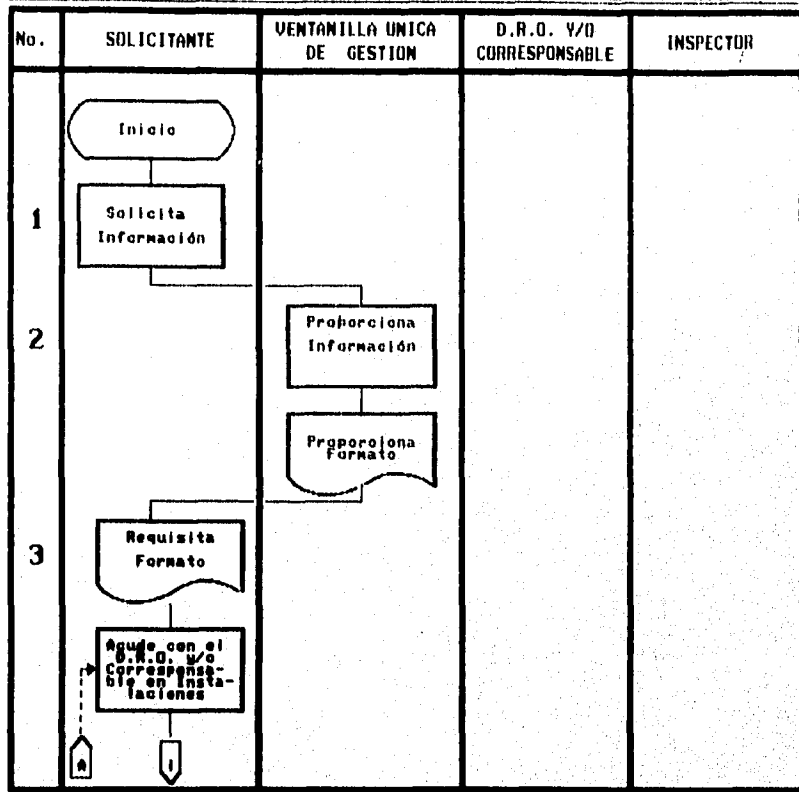 No.
SOLICITANTE
VENTANILLA UNICA
DE GESTION
D.R.O. Y/O
CORRESPONSABLE
INSPECTOR
Inicio
1
Solicita
Información
2
Proporciona
Información
Proporciona
Formato
3
Requisita
Formato
Acude con el
D.R.O. y/o
Corresponsa-
ble en Insta-
laciones
A
1